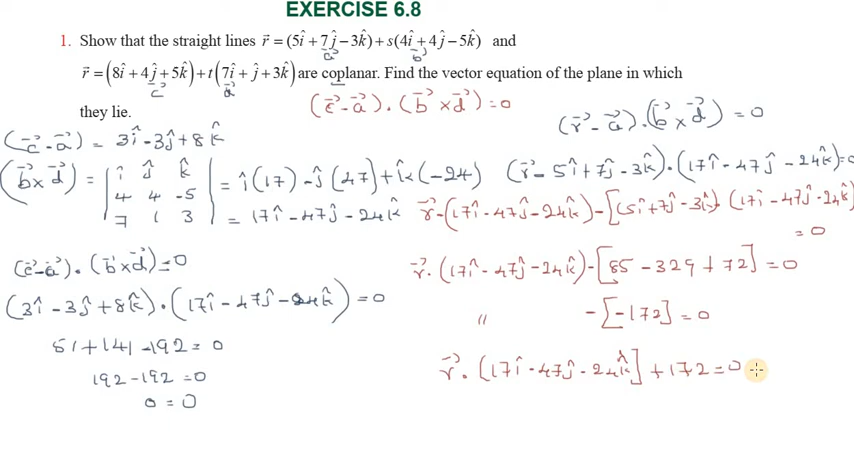 EXERCISE 6.8
1. Show that the straight lines r⃗ = (5î + 7ĵ − 3k̂) + s(4î + 4ĵ − 5k̂) and
a⃗ b⃗
r⃗ = (8î + 4ĵ + 5k̂) + t(7î + ĵ + 3k̂) are coplanar. Find the vector equation of the plane in which
c⃗ d⃗
they lie.
(c⃗ − a⃗) · (b⃗ × d⃗) = 0
(r⃗ − a⃗) · (b⃗ × d⃗) = 0
(c⃗ − a⃗) = 3î − 3ĵ + 8k̂
(b⃗ × d⃗) = | î ĵ k̂ |
4 4 -5
7 1 3
= î(17) − ĵ(47) + k̂(−24)
= 17î − 47ĵ − 24k̂
(c⃗ − a⃗) · (b⃗ × d⃗) = 0
(3î − 3ĵ + 8k̂) · (17î − 47ĵ − 24k̂) = 0
51 + 141 − 192 = 0
192 − 192 = 0
0 = 0
(r⃗ − 5î + 7ĵ − 3k̂) · (17î − 47ĵ − 24k̂) = 0
r⃗ · (17î − 47ĵ − 24k̂) − [(5î + 7ĵ − 3k̂) · (17î − 47ĵ − 24k̂)
= 0
r⃗ · (17î − 47ĵ − 24k̂) − [85 − 329 + 72] = 0
〃 − [−172] = 0
r⃗ · (17î − 47ĵ − 24k̂] + 172 = 0